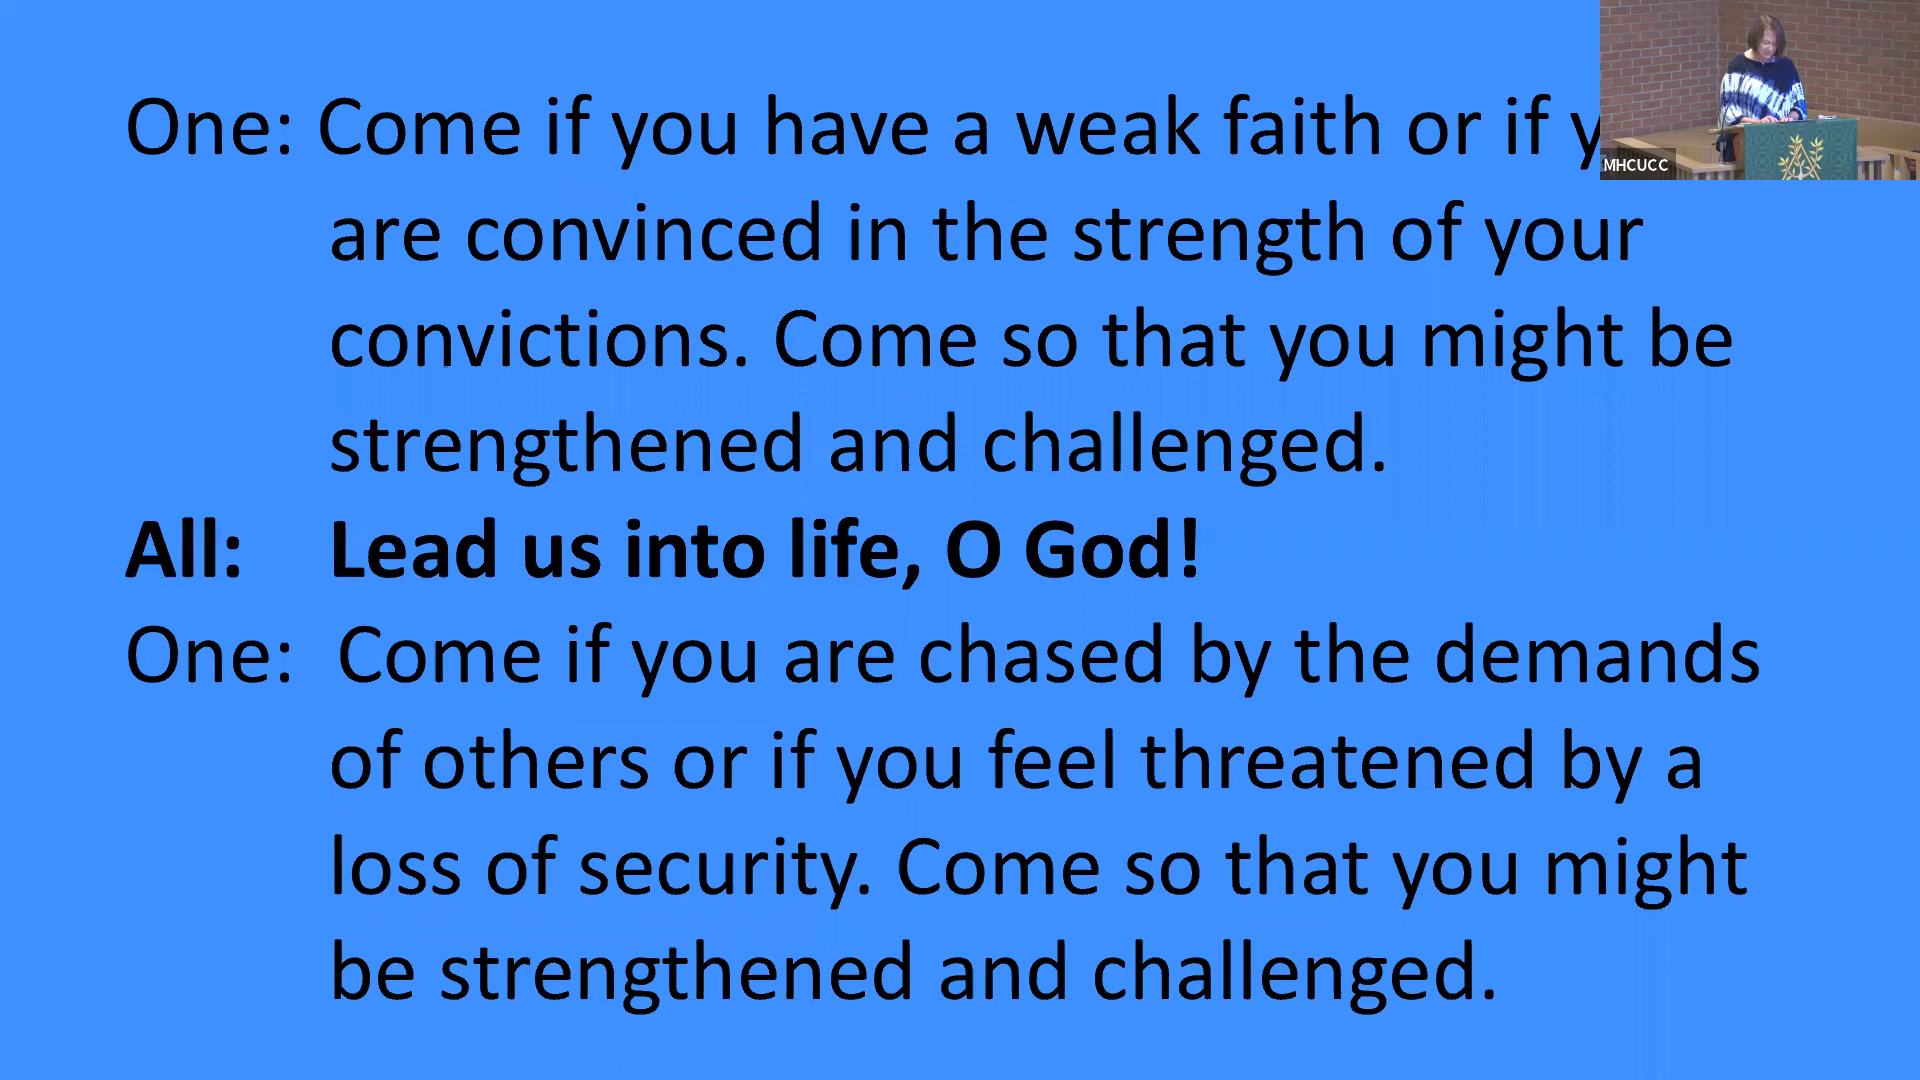 One: Come if you have a weak faith or if
are convinced in the strength of your
convictions. Come so that you might be
strengthened and challenged.
All: Lead us into life, O God!
One: Come if you are chased by the demands
of others or if you feel threatened by a
loss of security. Come so that you might
be strengthened and challenged.
MHCUCC